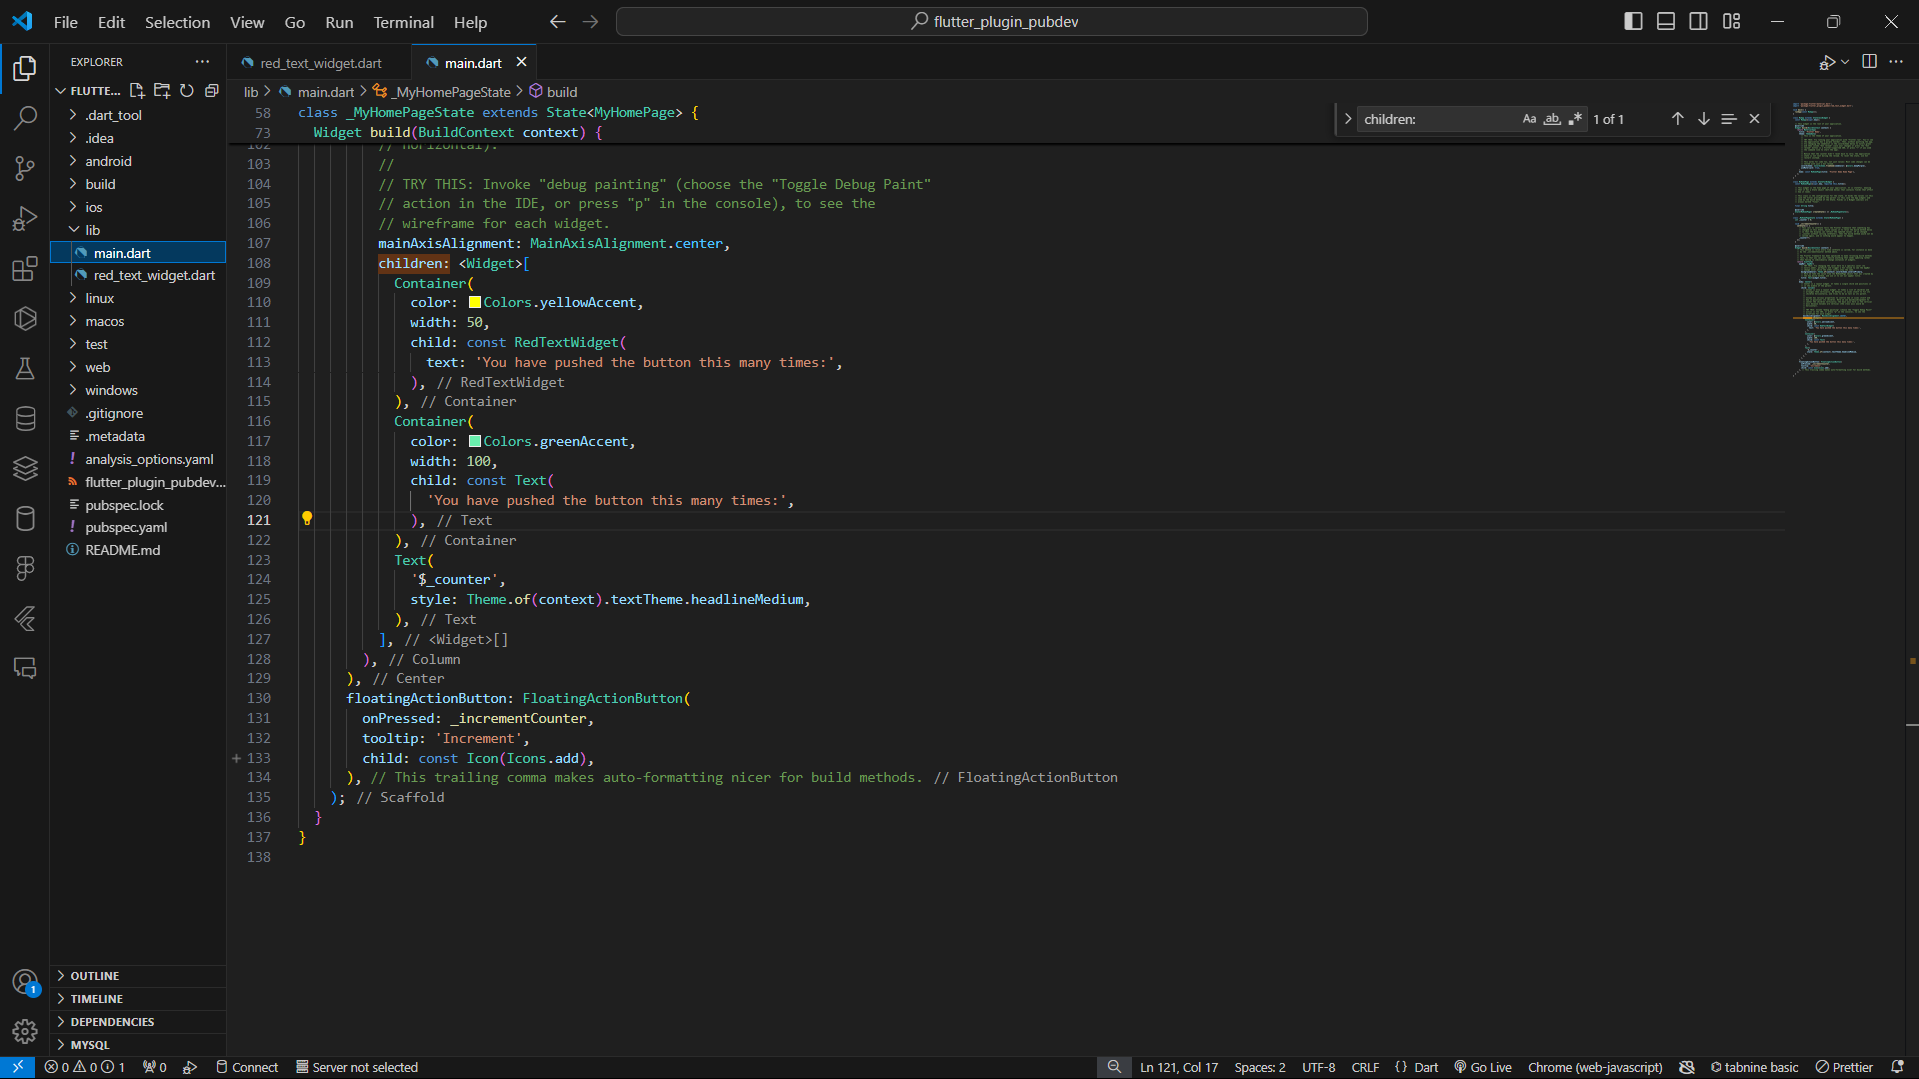 File Edit Selection View Go Run Terminal Help
flutter_plugin_pubdev
EXPLORER
FLUTTE...
.dart_tool
.idea
android
build
ios
lib
main.dart
red_text_widget.dart
linux
macos
test
web
windows
.gitignore
.metadata
! analysis_options.yaml
flutter_plugin_pubdev...
pubspec.lock
! pubspec.yaml
README.md
OUTLINE
TIMELINE
DEPENDENCIES
MYSQL
1
red_text_widget.dart
main.dart
lib > main.dart > _MyHomePageState > build
children:
Aa ab 1 of 1
58 class _MyHomePageState extends State<MyHomePage> {
73 Widget build(BuildContext context) {
102 // horizontal).
103 //
104 // TRY THIS: Invoke "debug painting" (choose the "Toggle Debug Paint"
105 // action in the IDE, or press "p" in the console), to see the
106 // wireframe for each widget.
107 mainAxisAlignment: MainAxisAlignment.center,
108 children: <Widget>[
109 Container(
110 color: Colors.yellowAccent,
111 width: 50,
112 child: const RedTextWidget(
113 text: 'You have pushed the button this many times:',
114 ), // RedTextWidget
115 ), // Container
116 Container(
117 color: Colors.greenAccent,
118 width: 100,
119 child: const Text(
120 'You have pushed the button this many times:',
121 ), // Text
122 ), // Container
123 Text(
124 '$_counter',
125 style: Theme.of(context).textTheme.headlineMedium,
126 ), // Text
127 ], // <Widget>[]
128 ), // Column
129 ), // Center
130 floatingActionButton: FloatingActionButton(
131 onPressed: _incrementCounter,
132 tooltip: 'Increment',
133 child: const Icon(Icons.add),
134 ), // This trailing comma makes auto-formatting nicer for build methods. // FloatingActionButton
135 ); // Scaffold
136 }
137 }
138
0 0 1 0 Connect Server not selected
Ln 121, Col 17 Spaces: 2 UTF-8 CRLF {} Dart Go Live Chrome (web-javascript) tabnine basic Prettier